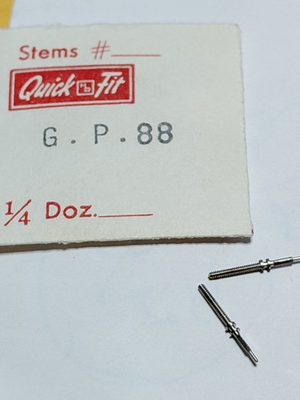 Stems #
Quick Fit
G.P.88
1/4 Doz.